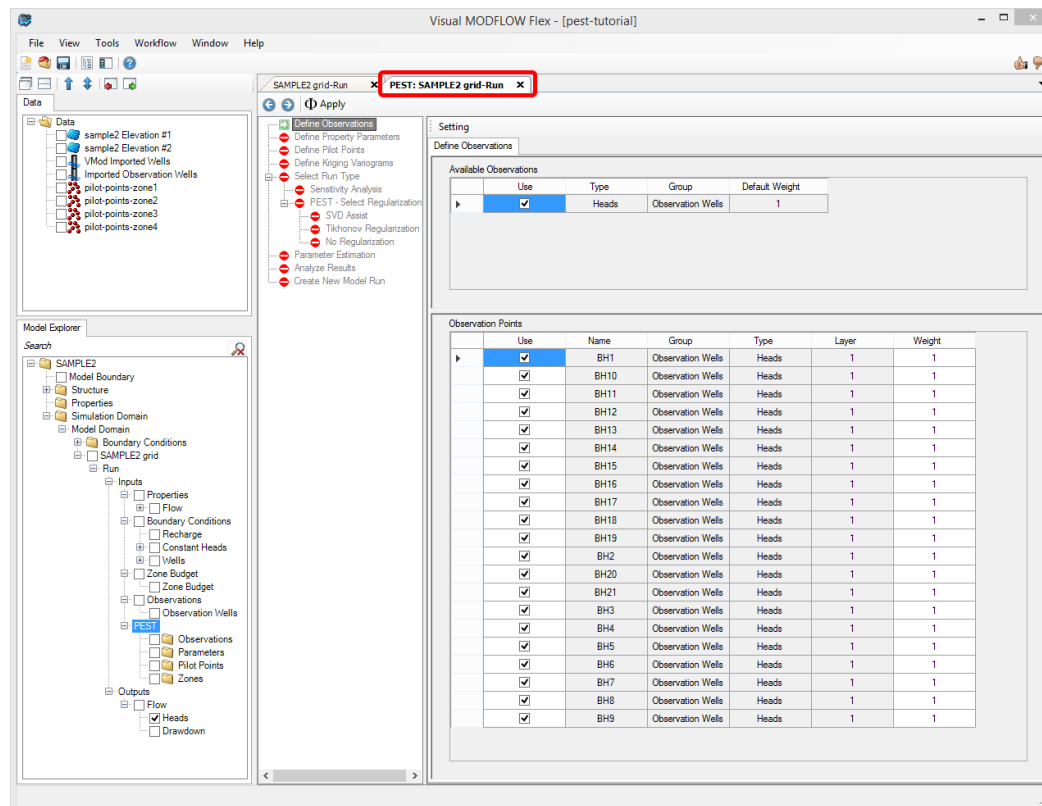 Visual MODFLOW Flex - [pest-tutorial]
File View Tools Workflow Window Help
Data
Data
sample2 Elevation #1
sample2 Elevation #2
VMod Imported Wells
Imported Observation Wells
pilot-points-zone1
pilot-points-zone2
pilot-points-zone3
pilot-points-zone4
Model Explorer
Search
SAMPLE2
Model Boundary
Structure
Properties
Simulation Domain
Model Domain
Boundary Conditions
SAMPLE2 grid
Run
Inputs
Properties
Flow
Boundary Conditions
Recharge
Constant Heads
Wells
Zone Budget
Zone Budget
Observations
Observation Wells
PEST
Observations
Parameters
Pilot Points
Zones
Outputs
Flow
Heads
Drawdown
SAMPLE2 grid-Run x PEST: SAMPLE2 grid-Run x
Φ Apply
Define Observations
Define Property Parameters
Define Pilot Points
Define Kriging Variograms
Select Run Type
Sensitivity Analysis
PEST - Select Regularization
SVD Assist
Tikhonov Regularization
No Regularization
Parameter Estimation
Analyze Results
Create New Model Run
Setting
Define Observations
Available Observations
Use Type Group Default Weight
Heads Observation Wells 1
Observation Points
Use Name Group Type Layer Weight
BH1 Observation Wells Heads 1 1
BH10 Observation Wells Heads 1 1
BH11 Observation Wells Heads 1 1
BH12 Observation Wells Heads 1 1
BH13 Observation Wells Heads 1 1
BH14 Observation Wells Heads 1 1
BH15 Observation Wells Heads 1 1
BH16 Observation Wells Heads 1 1
BH17 Observation Wells Heads 1 1
BH18 Observation Wells Heads 1 1
BH19 Observation Wells Heads 1 1
BH2 Observation Wells Heads 1 1
BH20 Observation Wells Heads 1 1
BH21 Observation Wells Heads 1 1
BH3 Observation Wells Heads 1 1
BH4 Observation Wells Heads 1 1
BH5 Observation Wells Heads 1 1
BH6 Observation Wells Heads 1 1
BH7 Observation Wells Heads 1 1
BH8 Observation Wells Heads 1 1
BH9 Observation Wells Heads 1 1